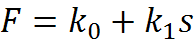 F = k₀ + k₁s